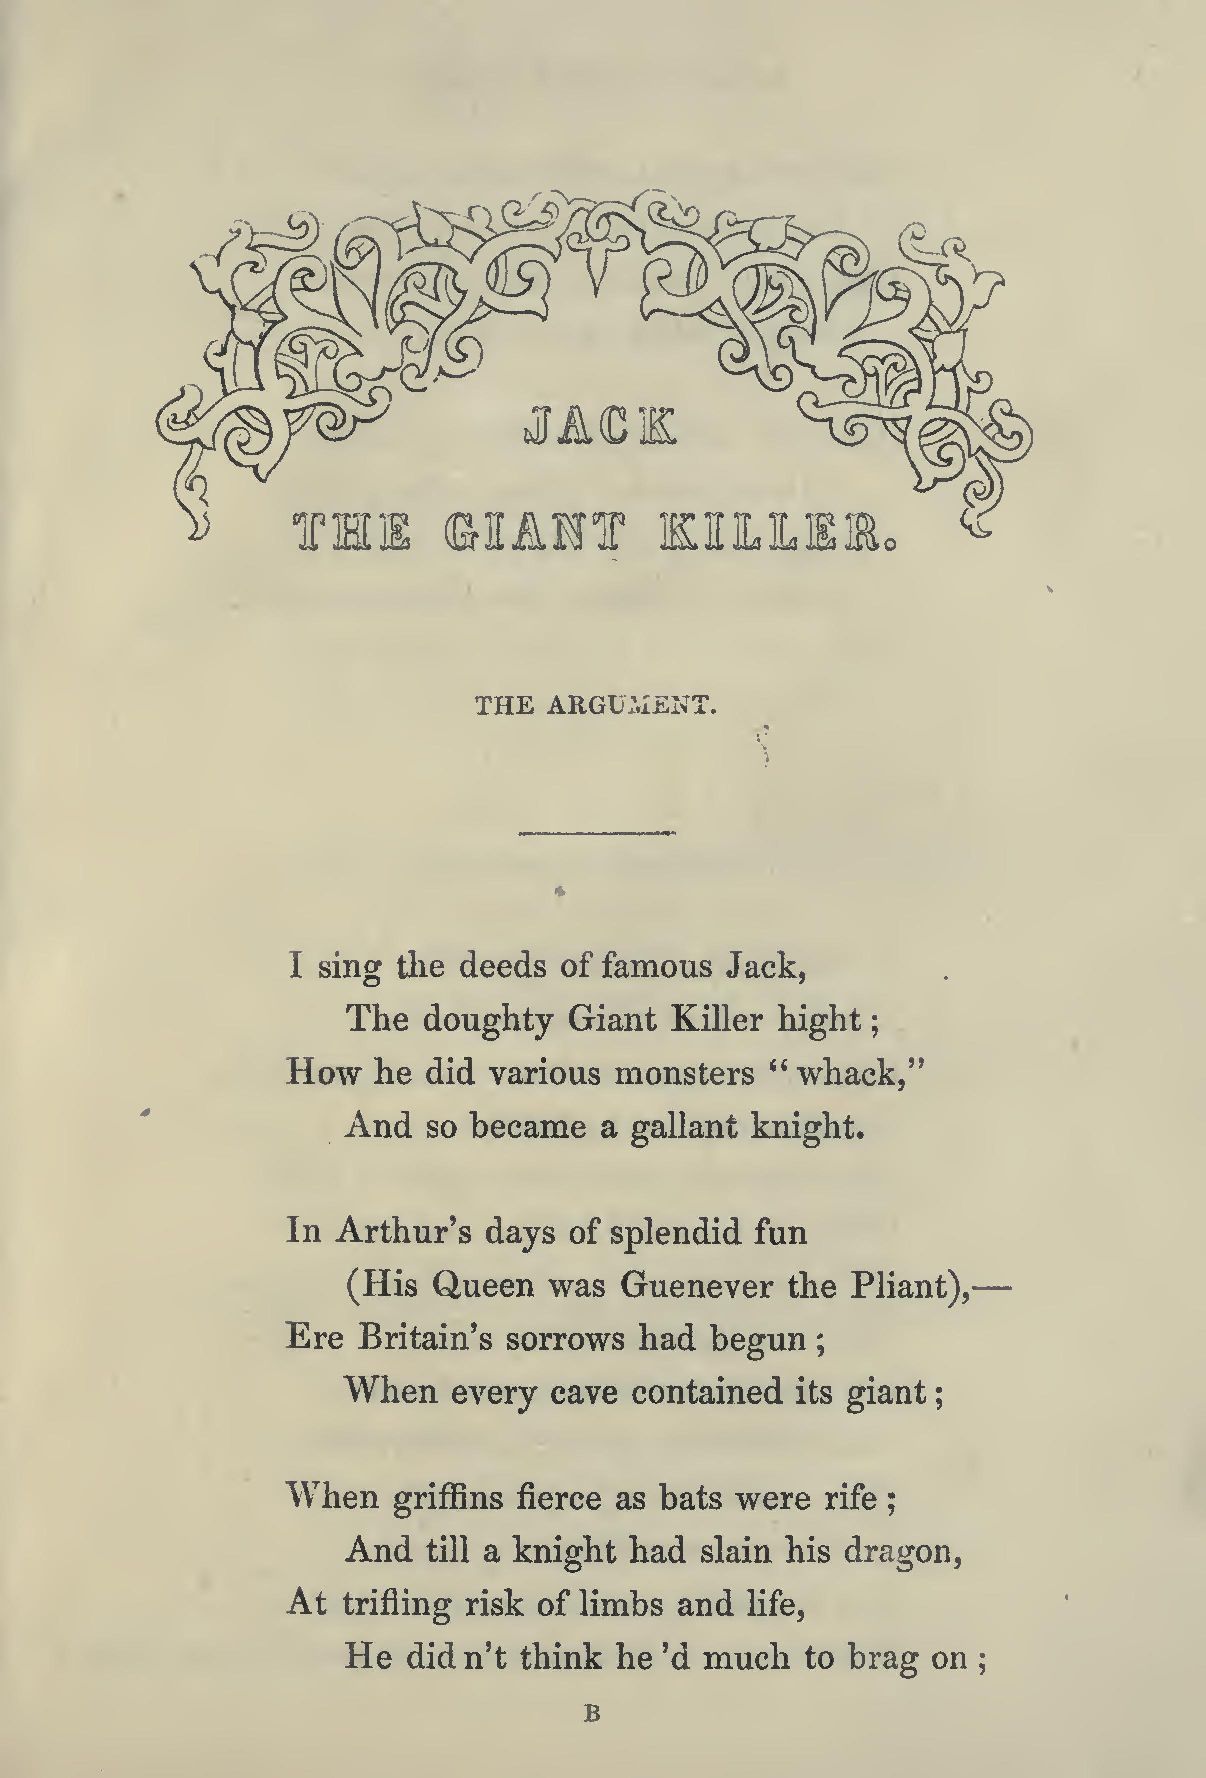 JACK
THE GIANT KILLER.
THE ARGUMENT.
I sing the deeds of famous Jack,
The doughty Giant Killer hight ;
How he did various monsters “ whack,”
And so became a gallant knight.
In Arthur’s days of splendid fun
(His Queen was Guenever the Pliant),—
Ere Britain’s sorrows had begun ;
When every cave contained its giant ;
When griffins fierce as bats were rife ;
And till a knight had slain his dragon,
At trifling risk of limbs and life,
He did n’t think he ’d much to brag on ;
B